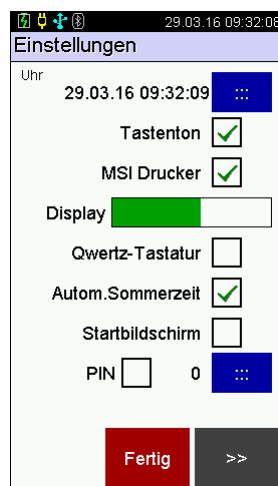 29.03.16 09:32:08
Einstellungen
Uhr
29.03.16 09:32:09 :::
Tastenton
MSI Drucker
Display
Qwertz-Tastatur
Autom.Sommerzeit
Startbildschirm
PIN 0 :::
Fertig >>